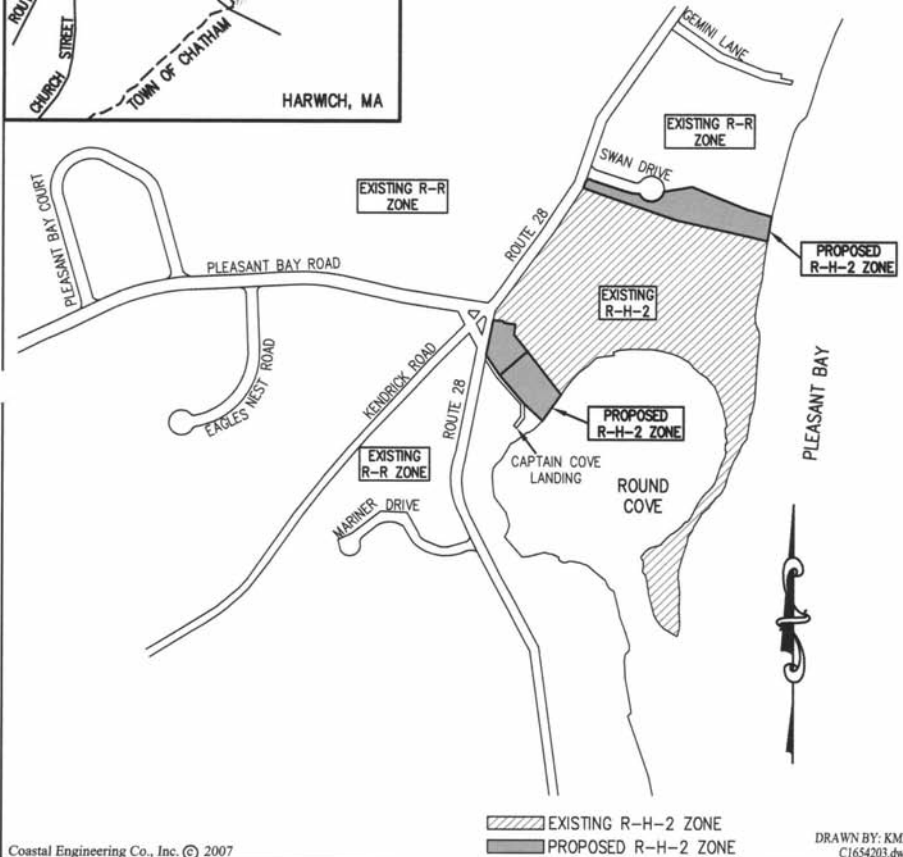 ROUTE
CHURCH STREET
TOWN OF CHATHAM
HARWICH, MA
GEMINI LANE
EXISTING R-R
ZONE
SWAN DRIVE
EXISTING R-R
ZONE
PLEASANT BAY COURT
ROUTE 28
PROPOSED
R-H-2 ZONE
PLEASANT BAY ROAD
EXISTING
R-H-2
EAGLES NEST ROAD
KENDRICK ROAD
ROUTE 28
PLEASANT BAY
PROPOSED
R-H-2 ZONE
EXISTING
R-R ZONE
CAPTAIN COVE
LANDING
ROUND
COVE
MARINER DRIVE
EXISTING R-H-2 ZONE
PROPOSED R-H-2 ZONE
Coastal Engineering Co., Inc. © 2007
DRAWN BY: KM
C1654203.dw